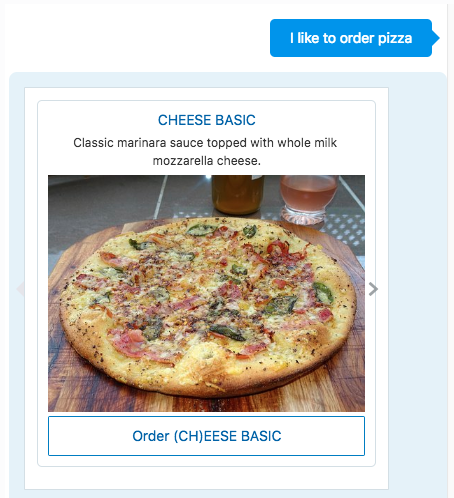 I like to order pizza
CHEESE BASIC
Classic marinara sauce topped with whole milk
mozzarella cheese.
Order (CH)EESE BASIC